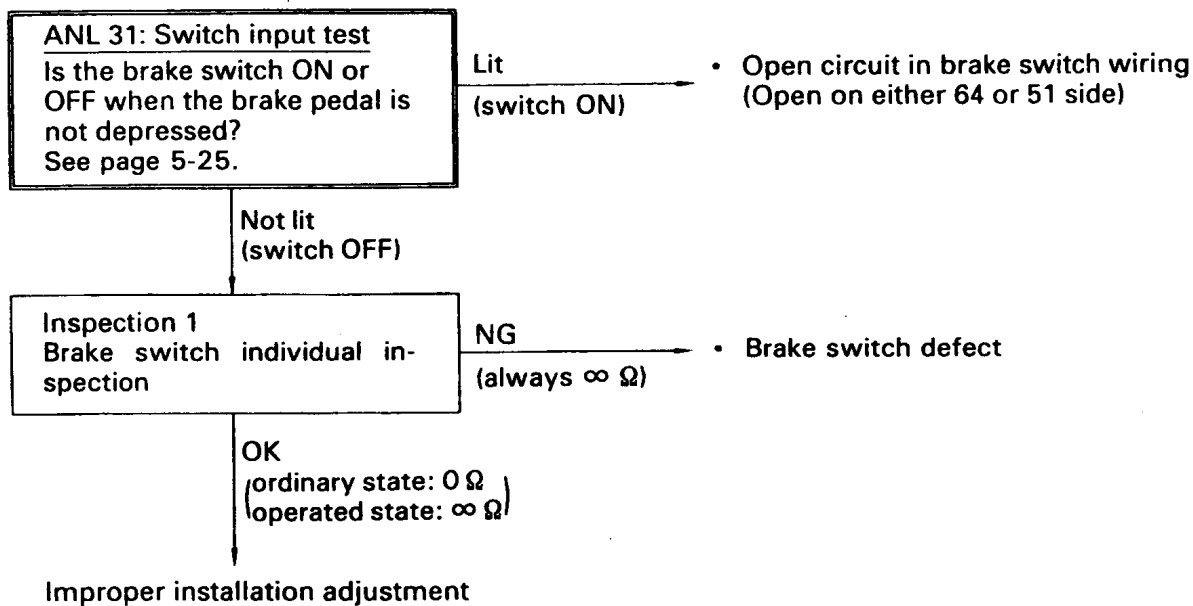 ANL 31: Switch input test
Is the brake switch ON or
OFF when the brake pedal is
not depressed?
See page 5-25.
Lit
(switch ON)
• Open circuit in brake switch wiring
(Open on either 64 or 51 side)
Not lit
(switch OFF)
Inspection 1
Brake switch individual in-
spection
NG
(always ∞ Ω)
• Brake switch defect
OK
(ordinary state: 0 Ω
operated state: ∞ Ω)
Improper installation adjustment